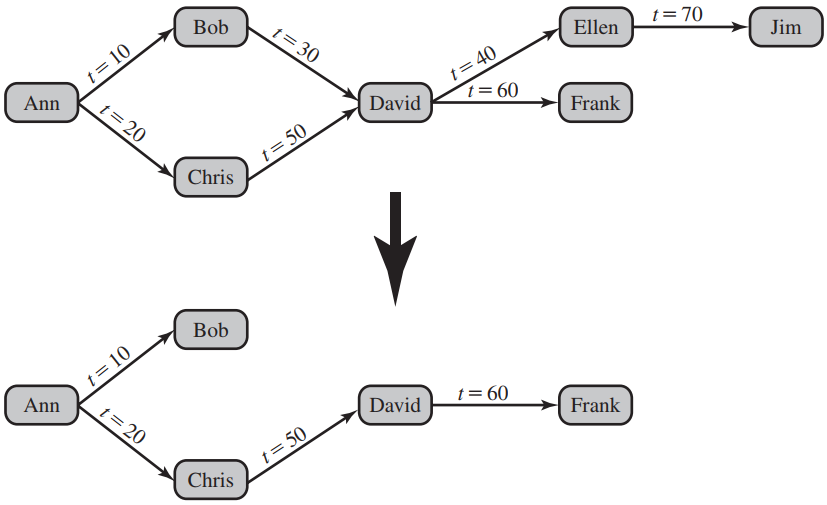 Bob
Ellen
t = 70
Jim
t = 10
t = 30
t = 40
Ann
David
t = 60
Frank
t = 20
t = 50
Chris
Bob
t = 10
Ann
David
t = 60
Frank
t = 20
t = 50
Chris